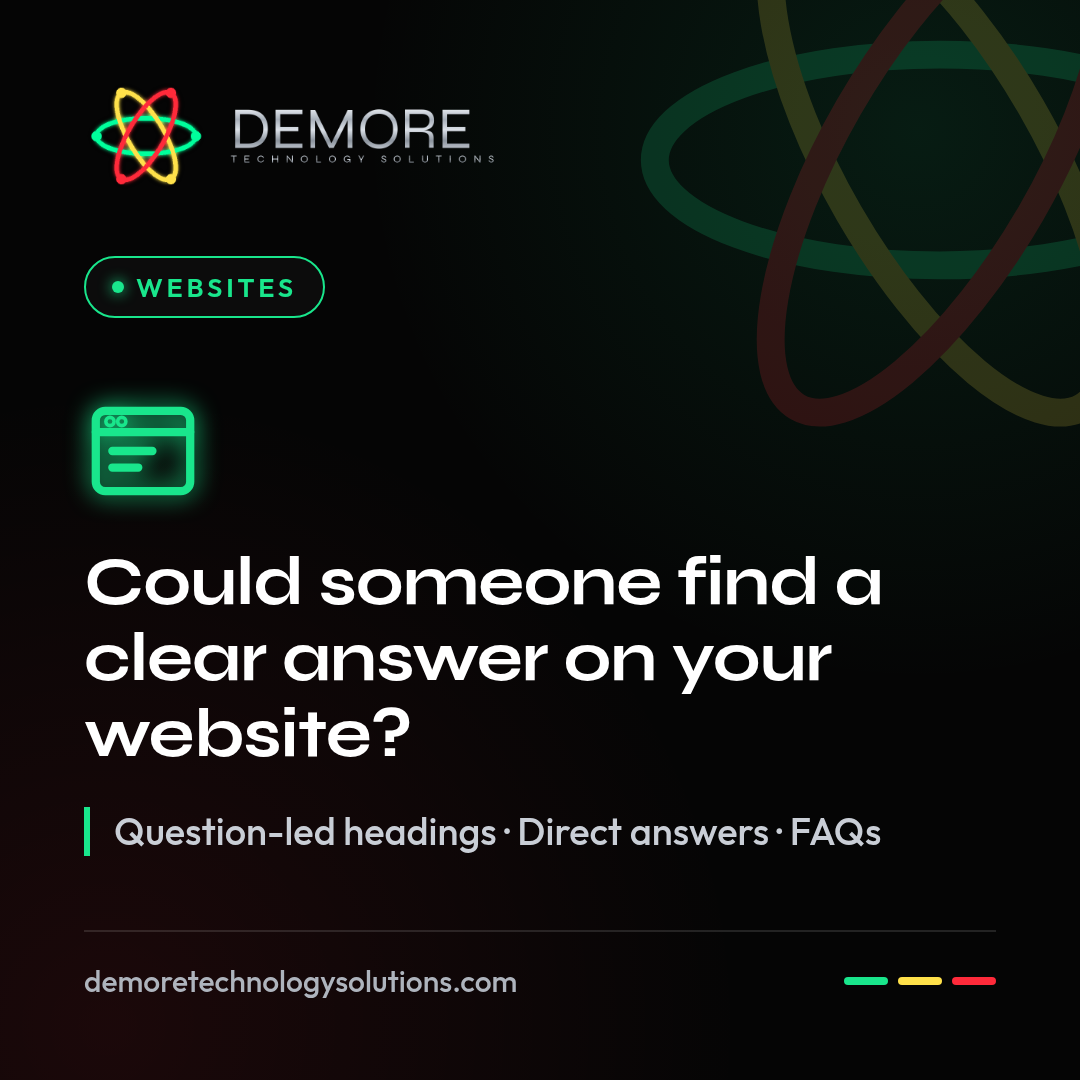 DEMORE
TECHNOLOGY SOLUTIONS
WEBSITES
Could someone find a
clear answer on your
website?
Question-led headings · Direct answers · FAQs
demoretechnologysolutions.com